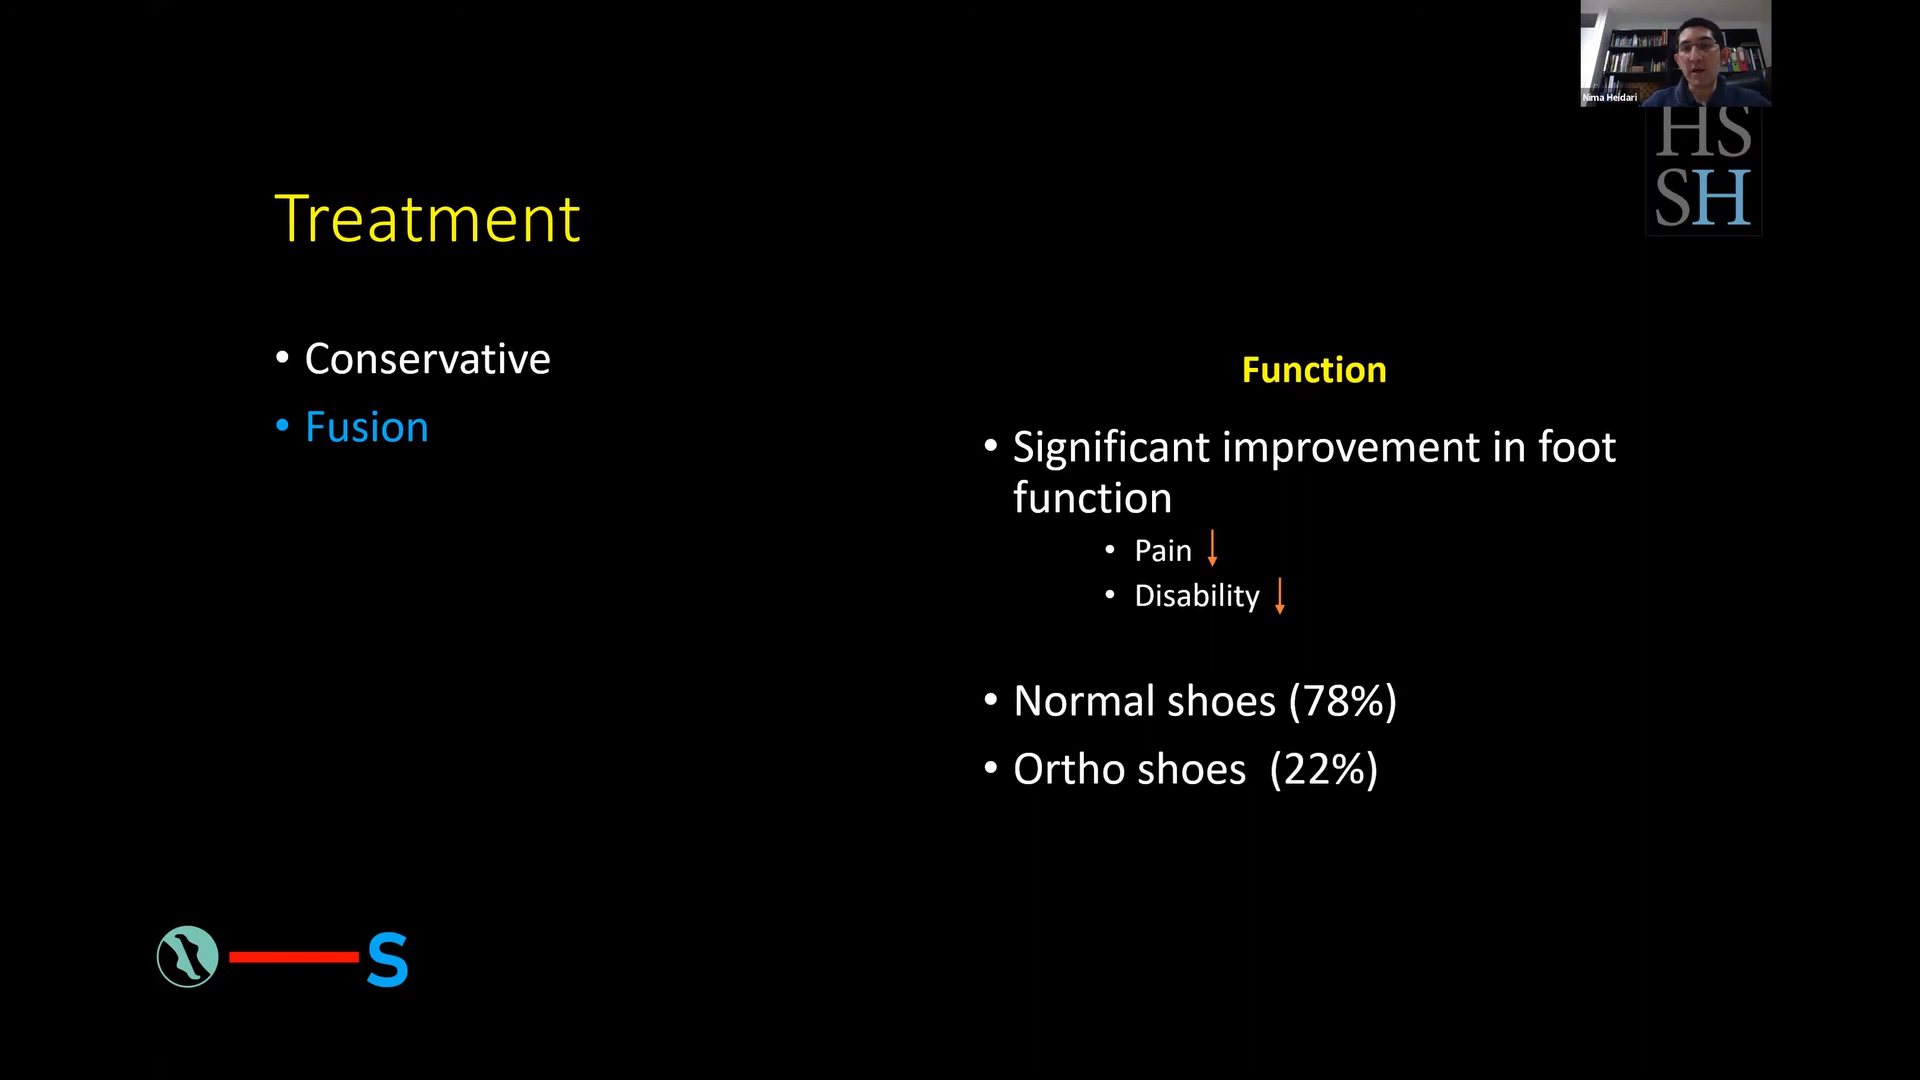 Nima Heidari
HS
SH
Treatment
• Conservative
• Fusion
Function
• Significant improvement in foot
function
• Pain ↓
• Disability ↓
• Normal shoes (78%)
• Ortho shoes (22%)
S